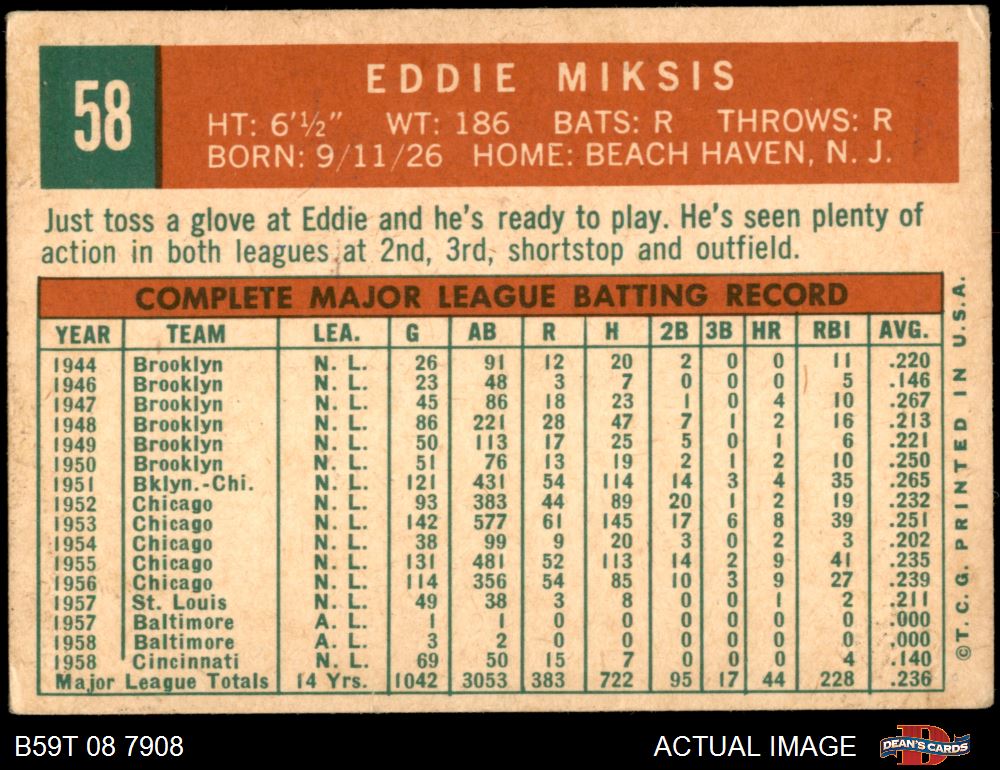 58
EDDIE MIKSIS
HT: 6'½" WT: 186 BATS: R THROWS: R
BORN: 9/11/26 HOME: BEACH HAVEN, N. J.
Just toss a glove at Eddie and he's ready to play. He's seen plenty of
action in both leagues at 2nd, 3rd, shortstop and outfield.
COMPLETE MAJOR LEAGUE BATTING RECORD
YEAR TEAM LEA. G AB R H 2B 3B HR RBI AVG.
1944 Brooklyn N. L. 26 91 12 20 2 0 0 11 .220
1946 Brooklyn N. L. 23 48 3 7 0 0 0 5 .146
1947 Brooklyn N. L. 45 86 18 23 1 0 4 10 .267
1948 Brooklyn N. L. 86 221 28 47 7 1 2 16 .213
1949 Brooklyn N. L. 50 113 17 25 5 0 1 6 .221
1950 Brooklyn N. L. 51 76 13 19 2 1 2 10 .250
1951 Bklyn.-Chi. N. L. 121 431 54 114 14 3 4 35 .265
1952 Chicago N. L. 93 383 44 89 20 1 2 19 .232
1953 Chicago N. L. 142 577 61 145 17 6 8 39 .251
1954 Chicago N. L. 38 99 9 20 3 0 2 3 .202
1955 Chicago N. L. 131 481 52 113 14 2 9 41 .235
1956 Chicago N. L. 114 356 54 85 10 3 9 27 .239
1957 St. Louis N. L. 49 38 3 8 0 0 1 2 .211
1957 Baltimore A. L. 1 1 0 0 0 0 0 0 .000
1958 Baltimore A. L. 3 2 0 0 0 0 0 0 .000
1958 Cincinnati N. L. 69 50 15 7 0 0 0 4 .140
Major League Totals 14 Yrs. 1042 3053 383 722 95 17 44 228 .236
©T. C. G. PRINTED IN U. S. A.
B59T 08 7908
ACTUAL IMAGE
D
DEAN'S CARDS